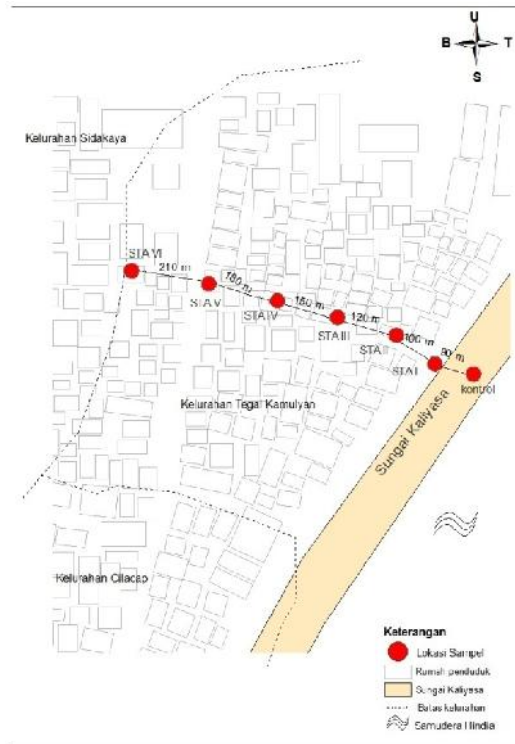 U
B T
S
Kelurahan Sidakaya
STA VI
210 m
STA V
180 m
STA IV
150 m
STA III
120 m
STA II
100 m
STA I
80 m
kontrol
Kelurahan Tegal Kamulyan
Sungai Kaliyasa
Kelurahan Cilacap
Keterangan
Lokasi Sampel
Rumah penduduk
Sungai Kaliyasa
Batas kelurahan
Samudera Hindia